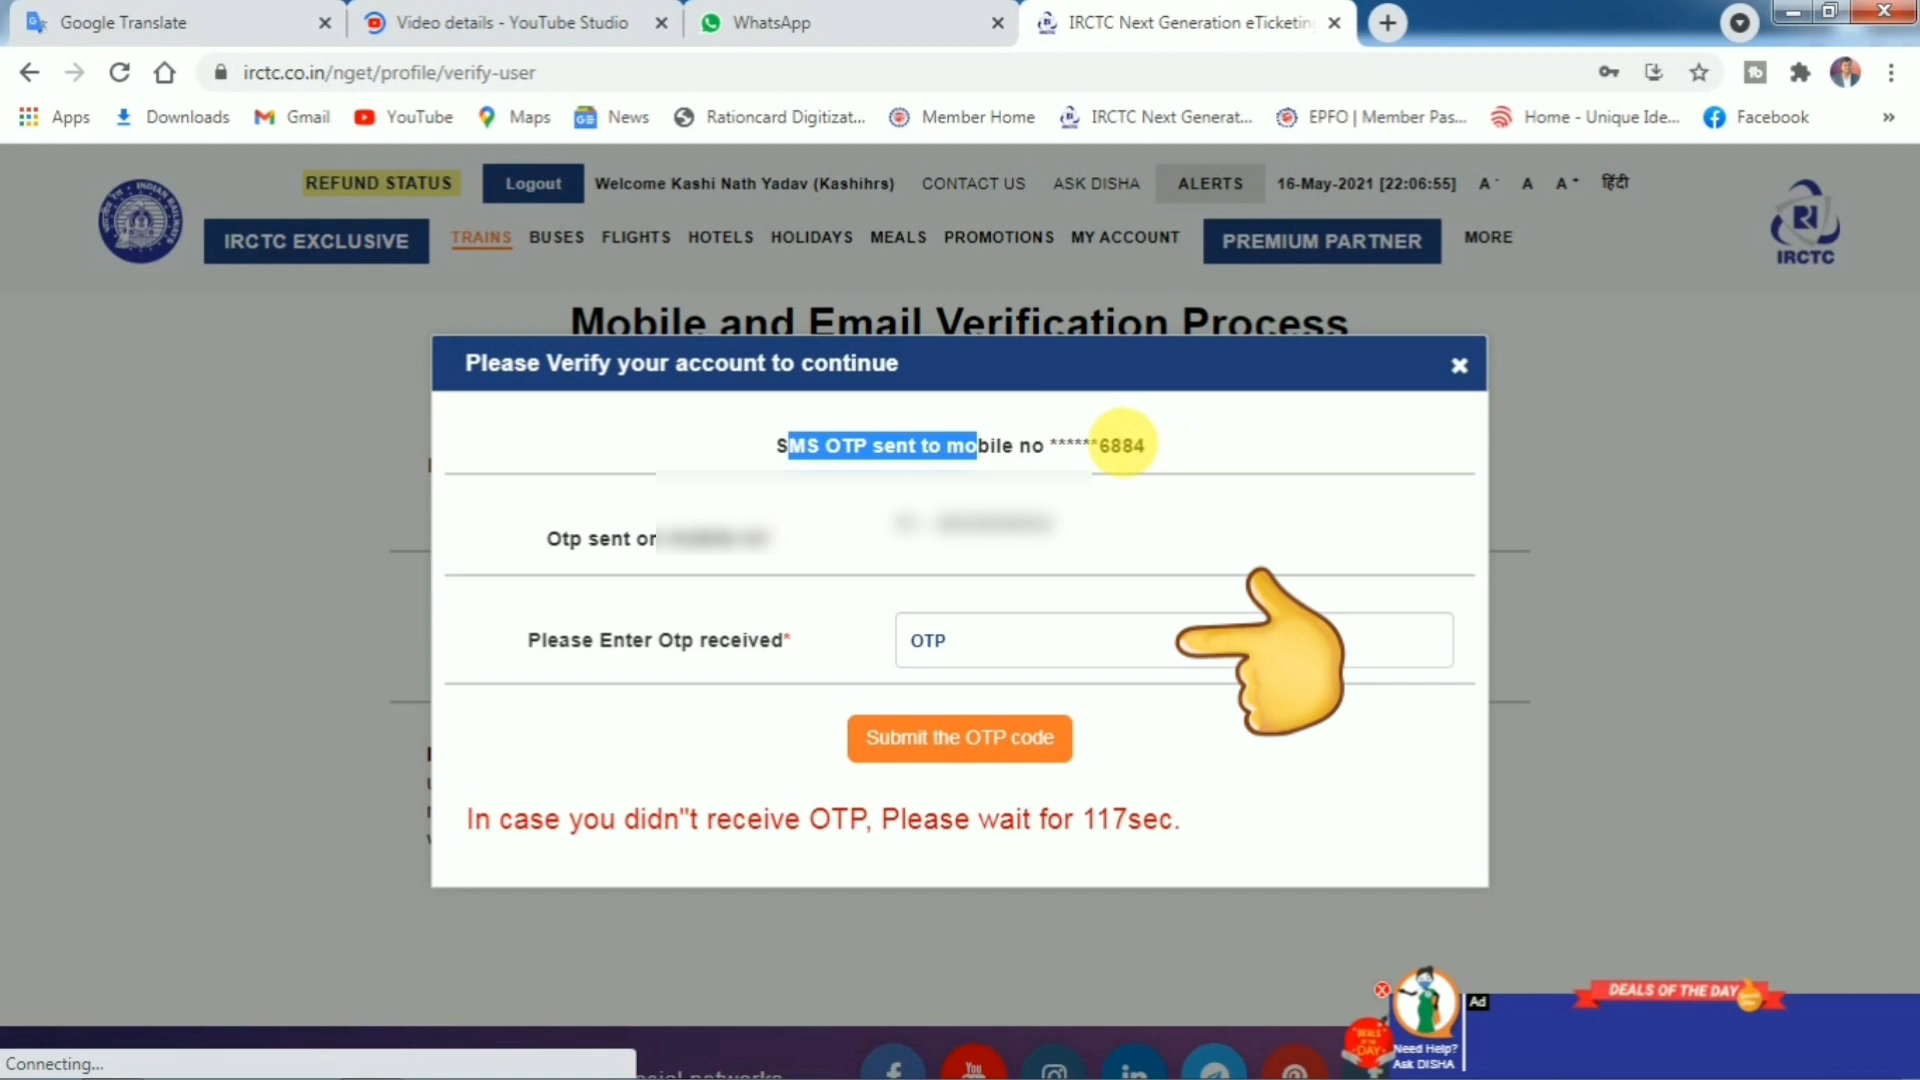 Google Translate
Video details - YouTube Studio
WhatsApp
IRCTC Next Generation eTicketin
irctc.co.in/nget/profile/verify-user
Apps Downloads Gmail YouTube Maps News Rationcard Digitizat... Member Home IRCTC Next Generat... EPFO | Member Pas... Home - Unique Ide... Facebook »
REFUND STATUS Logout Welcome Kashi Nath Yadav (Kashihrs) CONTACT US ASK DISHA ALERTS 16-May-2021 [22:06:55] A- A A+ हिंदी
IRCTC EXCLUSIVE TRAINS BUSES FLIGHTS HOTELS HOLIDAYS MEALS PROMOTIONS MY ACCOUNT PREMIUM PARTNER MORE
IRCTC
Mobile and Email Verification Process
Please Verify your account to continue
SMS OTP sent to mobile no ******6884
Otp sent on
Please Enter Otp received*
OTP
Submit the OTP code
In case you didn"t receive OTP, Please wait for 117sec.
DEALS OF THE DAY
Ad
DEALS OF THE DAY
Need Help?
Ask DISHA
Connecting...